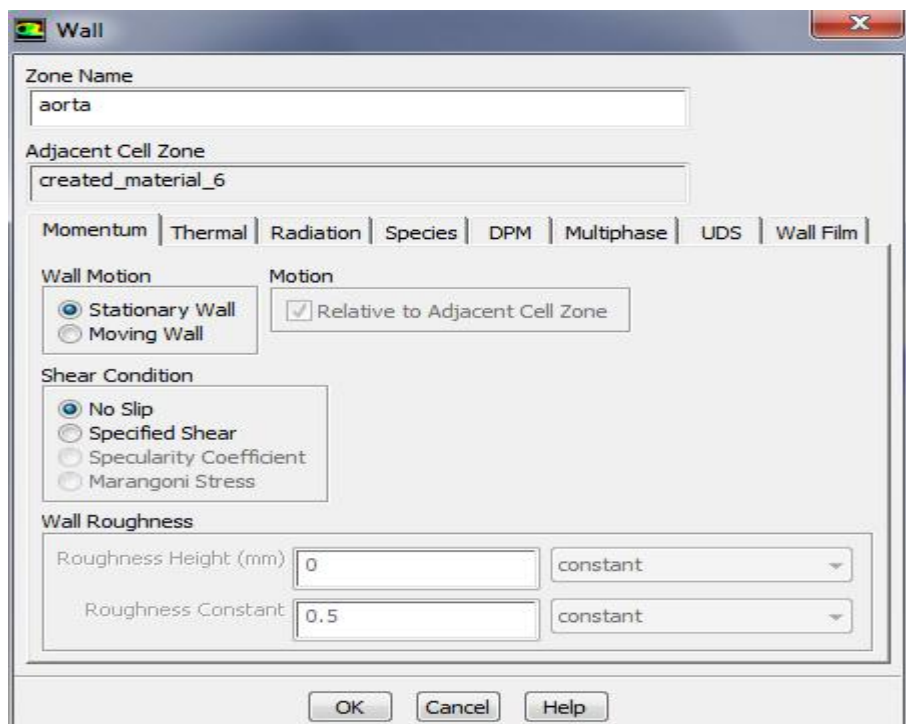 Wall
Zone Name
aorta
Adjacent Cell Zone
created_material_6
Momentum Thermal Radiation Species DPM Multiphase UDS Wall Film
Wall Motion Motion
Stationary Wall Relative to Adjacent Cell Zone
Moving Wall
Shear Condition
No Slip
Specified Shear
Specularity Coefficient
Marangoni Stress
Wall Roughness
Roughness Height (mm) 0 constant
Roughness Constant 0.5 constant
OK Cancel Help